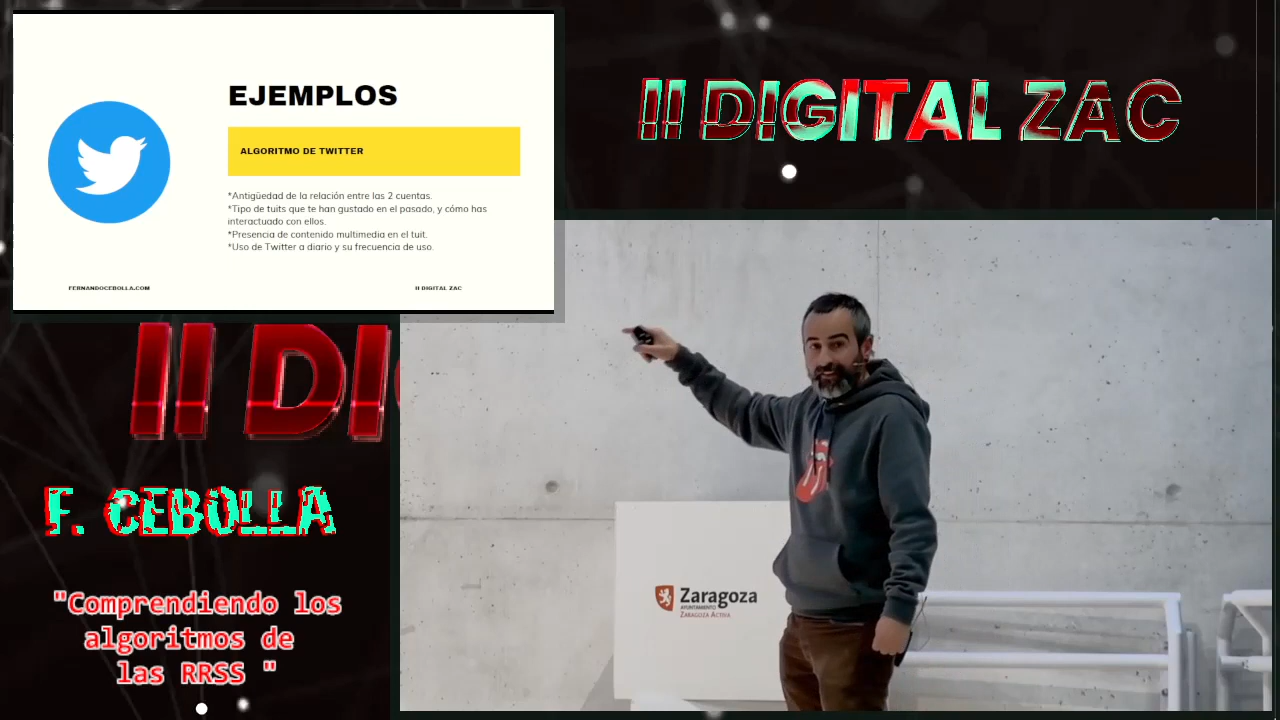 EJEMPLOS
ALGORITMO DE TWITTER
*Antigüedad de la relación entre las 2 cuentas.
*Tipo de tuits que te han gustado en el pasado, y cómo has
interactuado con ellos.
*Presencia de contenido multimedia en el tuit.
*Uso de Twitter a diario y su frecuencia de uso.
FERNANDOCEBOLLA.COM
II DIGITAL ZAC
II DIGITAL ZAC
II DI
F. CEBOLLA
"Comprendiendo los
algoritmos de
las RRSS "
Zaragoza
AYUNTAMIENTO
ZARAGOZA ACTIVA